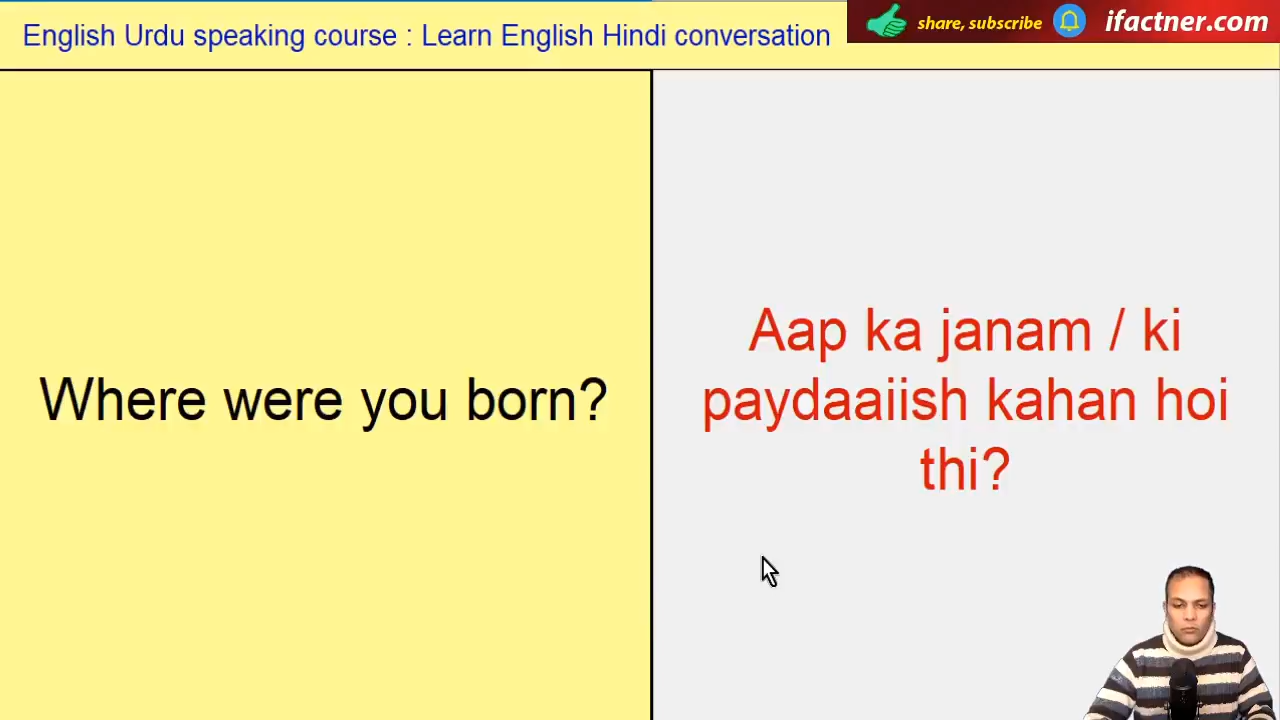 English Urdu speaking course : Learn English Hindi conversation
share, subscribe
ifactner.com
Where were you born?
Aap ka janam / ki
paydaaiish kahan hoi
thi?